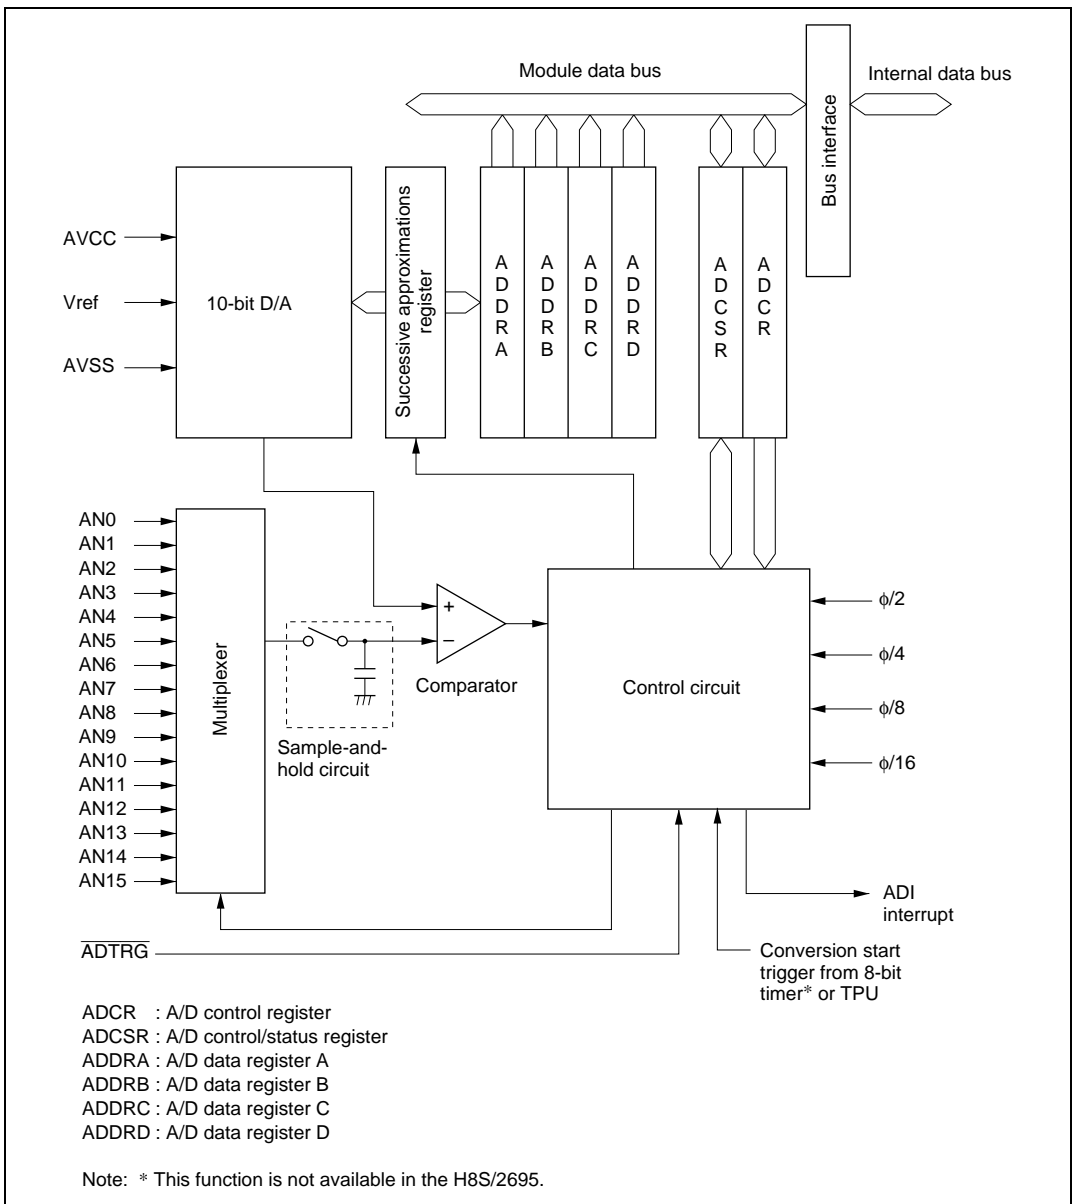 Module data bus
Internal data bus
Bus interface
AVCC
Vref
AVSS
10-bit D/A
Successive approximations
register
ADDRA
ADDRB
ADDRC
ADDRD
ADCSR
ADCR
AN0
AN1
AN2
AN3
AN4
AN5
AN6
AN7
AN8
AN9
AN10
AN11
AN12
AN13
AN14
AN15
Multiplexer
Sample-and-
hold circuit
+
−
Comparator
Control circuit
ϕ/2
ϕ/4
ϕ/8
ϕ/16
ADI
interrupt
ADTRG
Conversion start
trigger from 8-bit
timer* or TPU
ADCR : A/D control register
ADCSR : A/D control/status register
ADDRA : A/D data register A
ADDRB : A/D data register B
ADDRC : A/D data register C
ADDRD : A/D data register D
Note: * This function is not available in the H8S/2695.